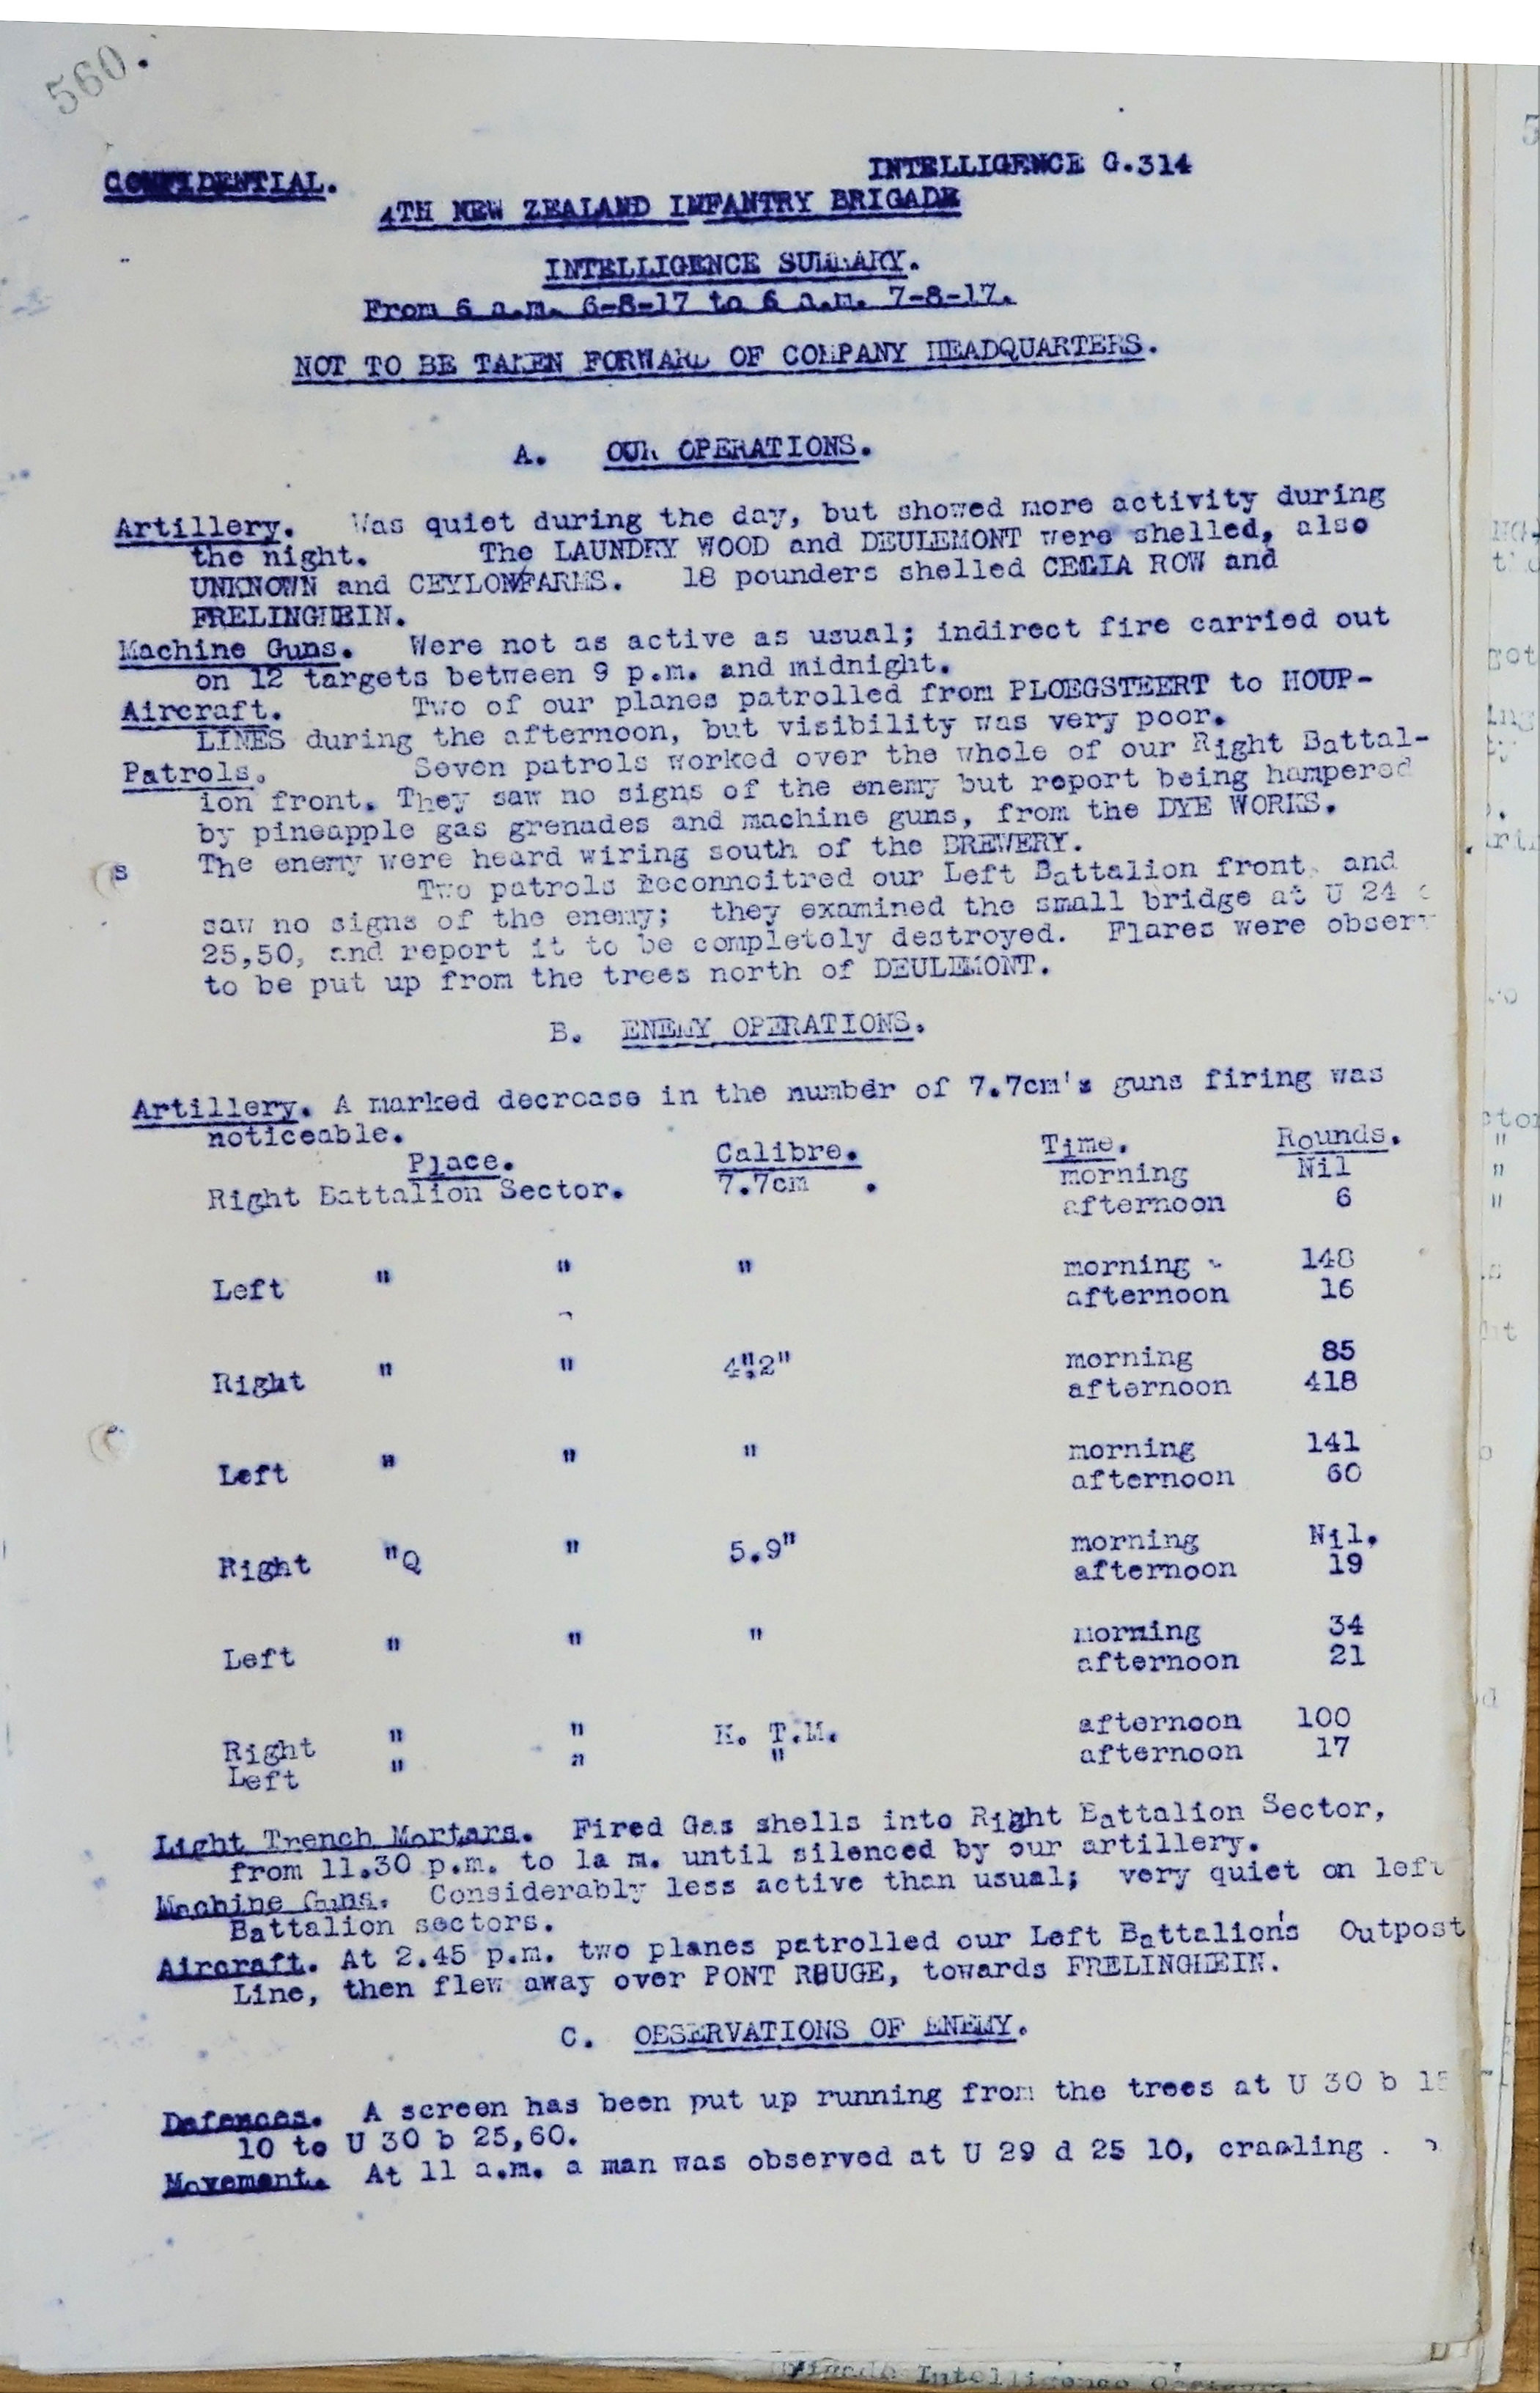 560.
CONFIDENTIAL.
INTELLIGENCE G.314
4TH NEW ZEALAND INFANTRY BRIGADE
INTELLIGENCE SUMMARY.
From 6 a.m. 6-8-17 to 6 a.m. 7-8-17.
NOT TO BE TAKEN FORWARD OF COMPANY HEADQUARTERS.
A. OUR OPERATIONS.
Artillery. Was quiet during the day, but showed more activity during
the night. The LAUNDRY WOOD and DEULEMONT were shelled, also
UNKNOWN and CEYLON/FARMS. 18 pounders shelled CELIA ROW and
FRELINGHEIN.
Machine Guns. Were not as active as usual; indirect fire carried out
on 12 targets between 9 p.m. and midnight.
Aircraft. Two of our planes patrolled from PLOEGSTEERT to HOUP-
LINES during the afternoon, but visibility was very poor.
Patrols. Seven patrols worked over the whole of our Right Battal-
ion front. They saw no signs of the enemy but report being hampered
by pineapple gas grenades and machine guns, from the DYE WORKS.
s The enemy were heard wiring south of the BREWERY.
Two patrols reconnoitred our Left Battalion front, and
saw no signs of the enemy; they examined the small bridge at U 24 c
25,50, and report it to be completely destroyed. Flares were observ
to be put up from the trees north of DEULEMONT.
B. ENEMY OPERATIONS.
Artillery. A marked decrease in the number of 7.7cm's guns firing was
noticeable.
Place. Calibre. Time. Rounds.
Right Battalion Sector. 7.7cm . morning Nil
afternoon 6
Left " " " morning 148
afternoon 16
Right " " 4".2" morning 85
afternoon 418
Left " " " morning 141
afternoon 60
Right "Q " 5.9" morning Nil.
afternoon 19
Left " " " morning 34
afternoon 21
Right " " H. T.M. afternoon 100
Left " " " afternoon 17
Light Trench Mortars. Fired Gas shells into Right Battalion Sector,
from 11.30 p.m. to 1a m. until silenced by our artillery.
Machine Guns. Considerably less active than usual; very quiet on left
Battalion sectors.
Aircraft. At 2.45 p.m. two planes patrolled our Left Battalion's Outpost
Line, then flew away over PONT ROUGE, towards FRELINGHEIN.
C. OBSERVATIONS OF ENEMY.
Defences. A screen has been put up running from the trees at U 30 b 15
10 to U 30 b 25,60.
Movement. At 11 a.m. a man was observed at U 29 d 25 10, crawling
Brigade Intelligence Officer.